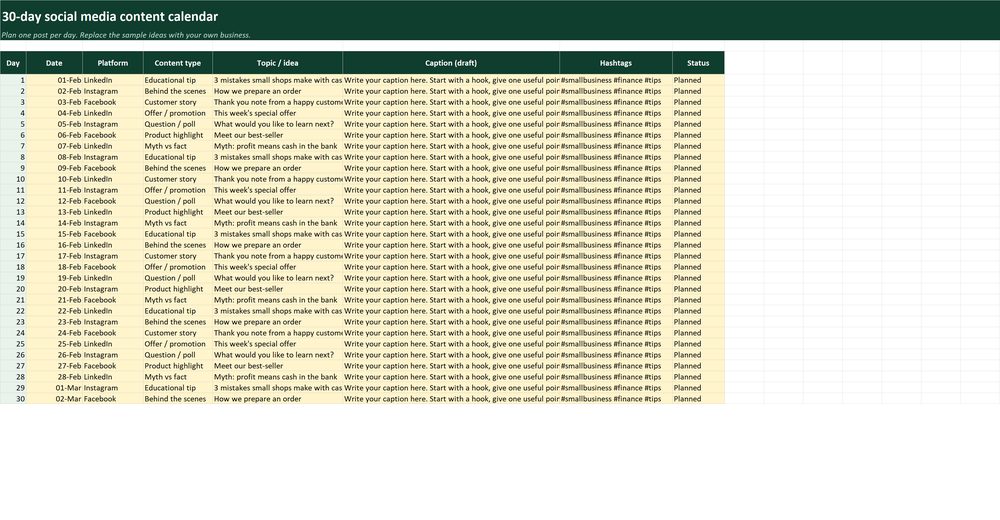 30-day social media content calendar
Plan one post per day. Replace the sample ideas with your own business.
Day Date Platform Content type Topic / idea Caption (draft) Hashtags Status
1 01-Feb LinkedIn Educational tip 3 mistakes small shops make with cas Write your caption here. Start with a hook, give one useful poin #smallbusiness #finance #tips Planned
2 02-Feb Instagram Behind the scenes How we prepare an order Write your caption here. Start with a hook, give one useful poin #smallbusiness #finance #tips Planned
3 03-Feb Facebook Customer story Thank you note from a happy custome Write your caption here. Start with a hook, give one useful poin #smallbusiness #finance #tips Planned
4 04-Feb LinkedIn Offer / promotion This week's special offer Write your caption here. Start with a hook, give one useful poin #smallbusiness #finance #tips Planned
5 05-Feb Instagram Question / poll What would you like to learn next? Write your caption here. Start with a hook, give one useful poin #smallbusiness #finance #tips Planned
6 06-Feb Facebook Product highlight Meet our best-seller Write your caption here. Start with a hook, give one useful poin #smallbusiness #finance #tips Planned
7 07-Feb LinkedIn Myth vs fact Myth: profit means cash in the bank Write your caption here. Start with a hook, give one useful poin #smallbusiness #finance #tips Planned
8 08-Feb Instagram Educational tip 3 mistakes small shops make with cas Write your caption here. Start with a hook, give one useful poin #smallbusiness #finance #tips Planned
9 09-Feb Facebook Behind the scenes How we prepare an order Write your caption here. Start with a hook, give one useful poin #smallbusiness #finance #tips Planned
10 10-Feb LinkedIn Customer story Thank you note from a happy custome Write your caption here. Start with a hook, give one useful poin #smallbusiness #finance #tips Planned
11 11-Feb Instagram Offer / promotion This week's special offer Write your caption here. Start with a hook, give one useful poin #smallbusiness #finance #tips Planned
12 12-Feb Facebook Question / poll What would you like to learn next? Write your caption here. Start with a hook, give one useful poin #smallbusiness #finance #tips Planned
13 13-Feb LinkedIn Product highlight Meet our best-seller Write your caption here. Start with a hook, give one useful poin #smallbusiness #finance #tips Planned
14 14-Feb Instagram Myth vs fact Myth: profit means cash in the bank Write your caption here. Start with a hook, give one useful poin #smallbusiness #finance #tips Planned
15 15-Feb Facebook Educational tip 3 mistakes small shops make with cas Write your caption here. Start with a hook, give one useful poin #smallbusiness #finance #tips Planned
16 16-Feb LinkedIn Behind the scenes How we prepare an order Write your caption here. Start with a hook, give one useful poin #smallbusiness #finance #tips Planned
17 17-Feb Instagram Customer story Thank you note from a happy custome Write your caption here. Start with a hook, give one useful poin #smallbusiness #finance #tips Planned
18 18-Feb Facebook Offer / promotion This week's special offer Write your caption here. Start with a hook, give one useful poin #smallbusiness #finance #tips Planned
19 19-Feb LinkedIn Question / poll What would you like to learn next? Write your caption here. Start with a hook, give one useful poin #smallbusiness #finance #tips Planned
20 20-Feb Instagram Product highlight Meet our best-seller Write your caption here. Start with a hook, give one useful poin #smallbusiness #finance #tips Planned
21 21-Feb Facebook Myth vs fact Myth: profit means cash in the bank Write your caption here. Start with a hook, give one useful poin #smallbusiness #finance #tips Planned
22 22-Feb LinkedIn Educational tip 3 mistakes small shops make with cas Write your caption here. Start with a hook, give one useful poin #smallbusiness #finance #tips Planned
23 23-Feb Instagram Behind the scenes How we prepare an order Write your caption here. Start with a hook, give one useful poin #smallbusiness #finance #tips Planned
24 24-Feb Facebook Customer story Thank you note from a happy custome Write your caption here. Start with a hook, give one useful poin #smallbusiness #finance #tips Planned
25 25-Feb LinkedIn Offer / promotion This week's special offer Write your caption here. Start with a hook, give one useful poin #smallbusiness #finance #tips Planned
26 26-Feb Instagram Question / poll What would you like to learn next? Write your caption here. Start with a hook, give one useful poin #smallbusiness #finance #tips Planned
27 27-Feb Facebook Product highlight Meet our best-seller Write your caption here. Start with a hook, give one useful poin #smallbusiness #finance #tips Planned
28 28-Feb LinkedIn Myth vs fact Myth: profit means cash in the bank Write your caption here. Start with a hook, give one useful poin #smallbusiness #finance #tips Planned
29 01-Mar Instagram Educational tip 3 mistakes small shops make with cas Write your caption here. Start with a hook, give one useful poin #smallbusiness #finance #tips Planned
30 02-Mar Facebook Behind the scenes How we prepare an order Write your caption here. Start with a hook, give one useful poin #smallbusiness #finance #tips Planned